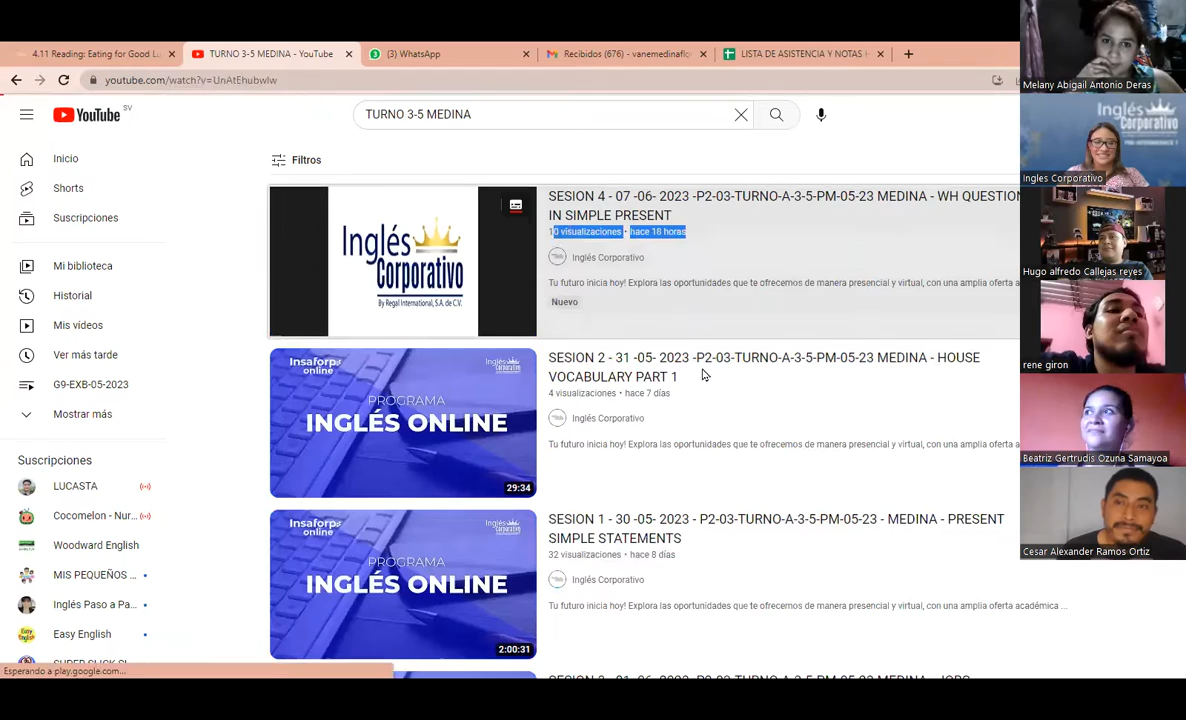 4.11 Reading: Eating for Good Lu
TURNO 3-5 MEDINA - YouTube
(3) WhatsApp
Recibidos (676) - vanemedinaflo
LISTA DE ASISTENCIA Y NOTAS H
youtube.com/watch?v=UnAtEhubwIw
YouTube SV
TURNO 3-5 MEDINA
Inicio
Shorts
Suscripciones
Mi biblioteca
Historial
Mis vídeos
Ver más tarde
G9-EXB-05-2023
Mostrar más
Suscripciones
LUCASTA
Cocomelon - Nur...
Woodward English
MIS PEQUEÑOS ...
Inglés Paso a Pa...
Easy English
Esperando a play.google.com...
Filtros
Inglés
Corporativo
By Regal International, S.A. de C.V.
SESION 4 - 07 -06- 2023 -P2-03-TURNO-A-3-5-PM-05-23 MEDINA - WH QUESTION
IN SIMPLE PRESENT
10 visualizaciones • hace 18 horas
Inglés Corporativo
Tu futuro inicia hoy! Explora las oportunidades que te ofrecemos de manera presencial y virtual, con una amplia oferta a
Nuevo
Insaforp
online
Inglés
Corporativo
PROGRAMA
INGLÉS ONLINE
29:34
SESION 2 - 31 -05- 2023 -P2-03-TURNO-A-3-5-PM-05-23 MEDINA - HOUSE
VOCABULARY PART 1
4 visualizaciones • hace 7 días
Inglés Corporativo
Tu futuro inicia hoy! Explora las oportunidades que te ofrecemos de manera presencial y virtual, con una amplia oferta a
Insaforp
online
Inglés
Corporativo
PROGRAMA
INGLÉS ONLINE
2:00:31
SESION 1 - 30 -05- 2023 - P2-03-TURNO-A-3-5-PM-05-23 - MEDINA - PRESENT
SIMPLE STATEMENTS
32 visualizaciones • hace 8 días
Inglés Corporativo
Tu futuro inicia hoy! Explora las oportunidades que te ofrecemos de manera presencial y virtual, con una amplia oferta académica ...
Melany Abigail Antonio Deras
Inglés
Corporativo
Ingles Corporativo
Hugo alfredo Callejas reyes
rene giron
Beatriz Gertrudis Ozuna Samayoa
Cesar Alexander Ramos Ortiz